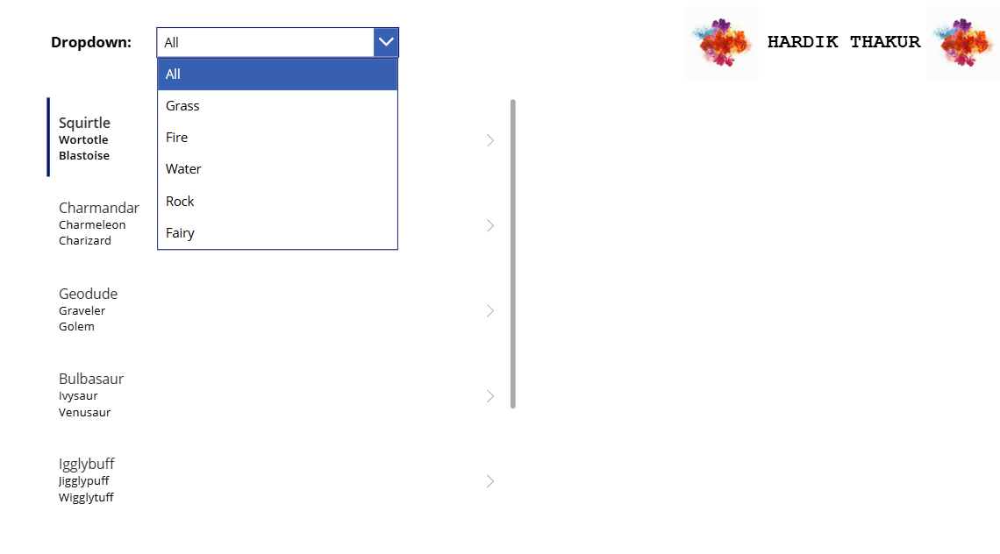 Dropdown:
All
HARDIK THAKUR
All
Grass
Fire
Water
Rock
Fairy
Squirtle
Wortotle
Blastoise
Charmandar
Charmeleon
Charizard
Geodude
Graveler
Golem
Bulbasaur
Ivysaur
Venusaur
Igglybuff
Jigglypuff
Wigglytuff